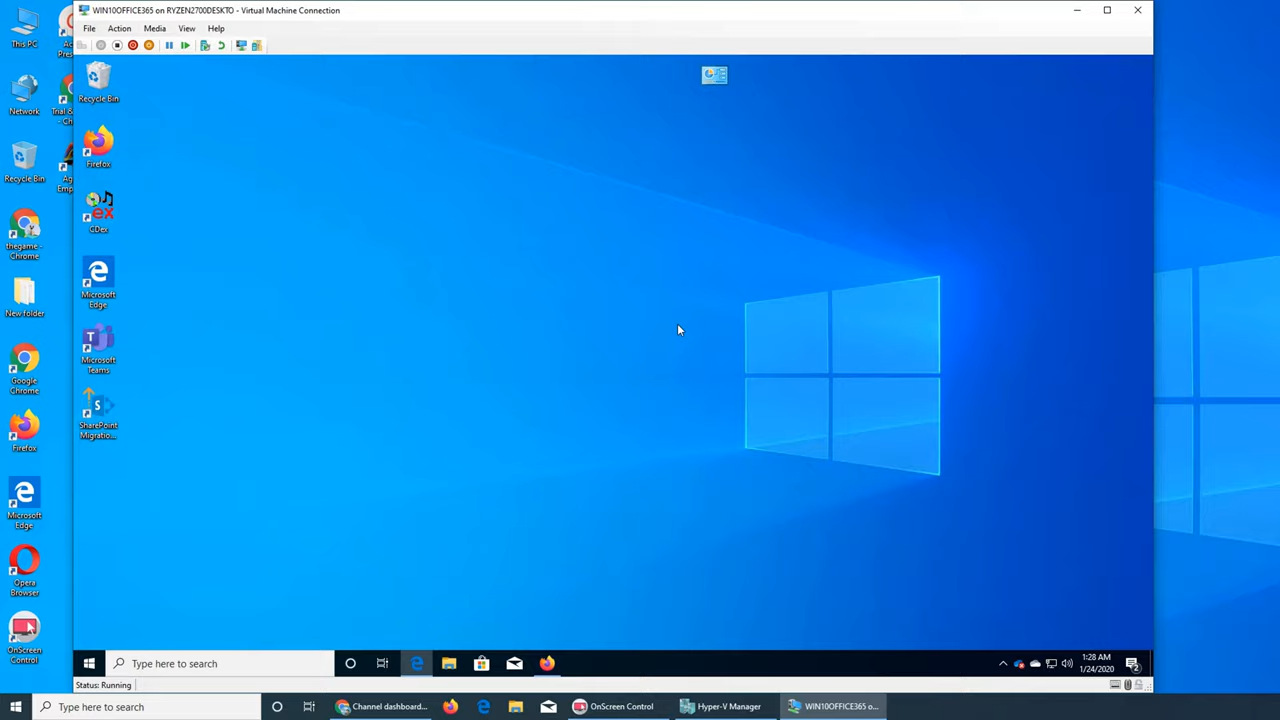 WIN10OFFICE365 on RYZEN2700DESKTO - Virtual Machine Connection
File Action Media View Help
This PC
Network
Recycle Bin
thegame -
Chrome
New folder
Google
Chrome
Firefox
Microsoft
Edge
Opera
Browser
OnScreen
Control
Recycle Bin
Firefox
CDex
Microsoft
Edge
Microsoft
Teams
SharePoint
Migratio...
Type here to search
1:28 AM
1/24/2020
2
Status: Running
Type here to search
Channel dashboard...
OnScreen Control
Hyper-V Manager
WIN10OFFICE365 o...